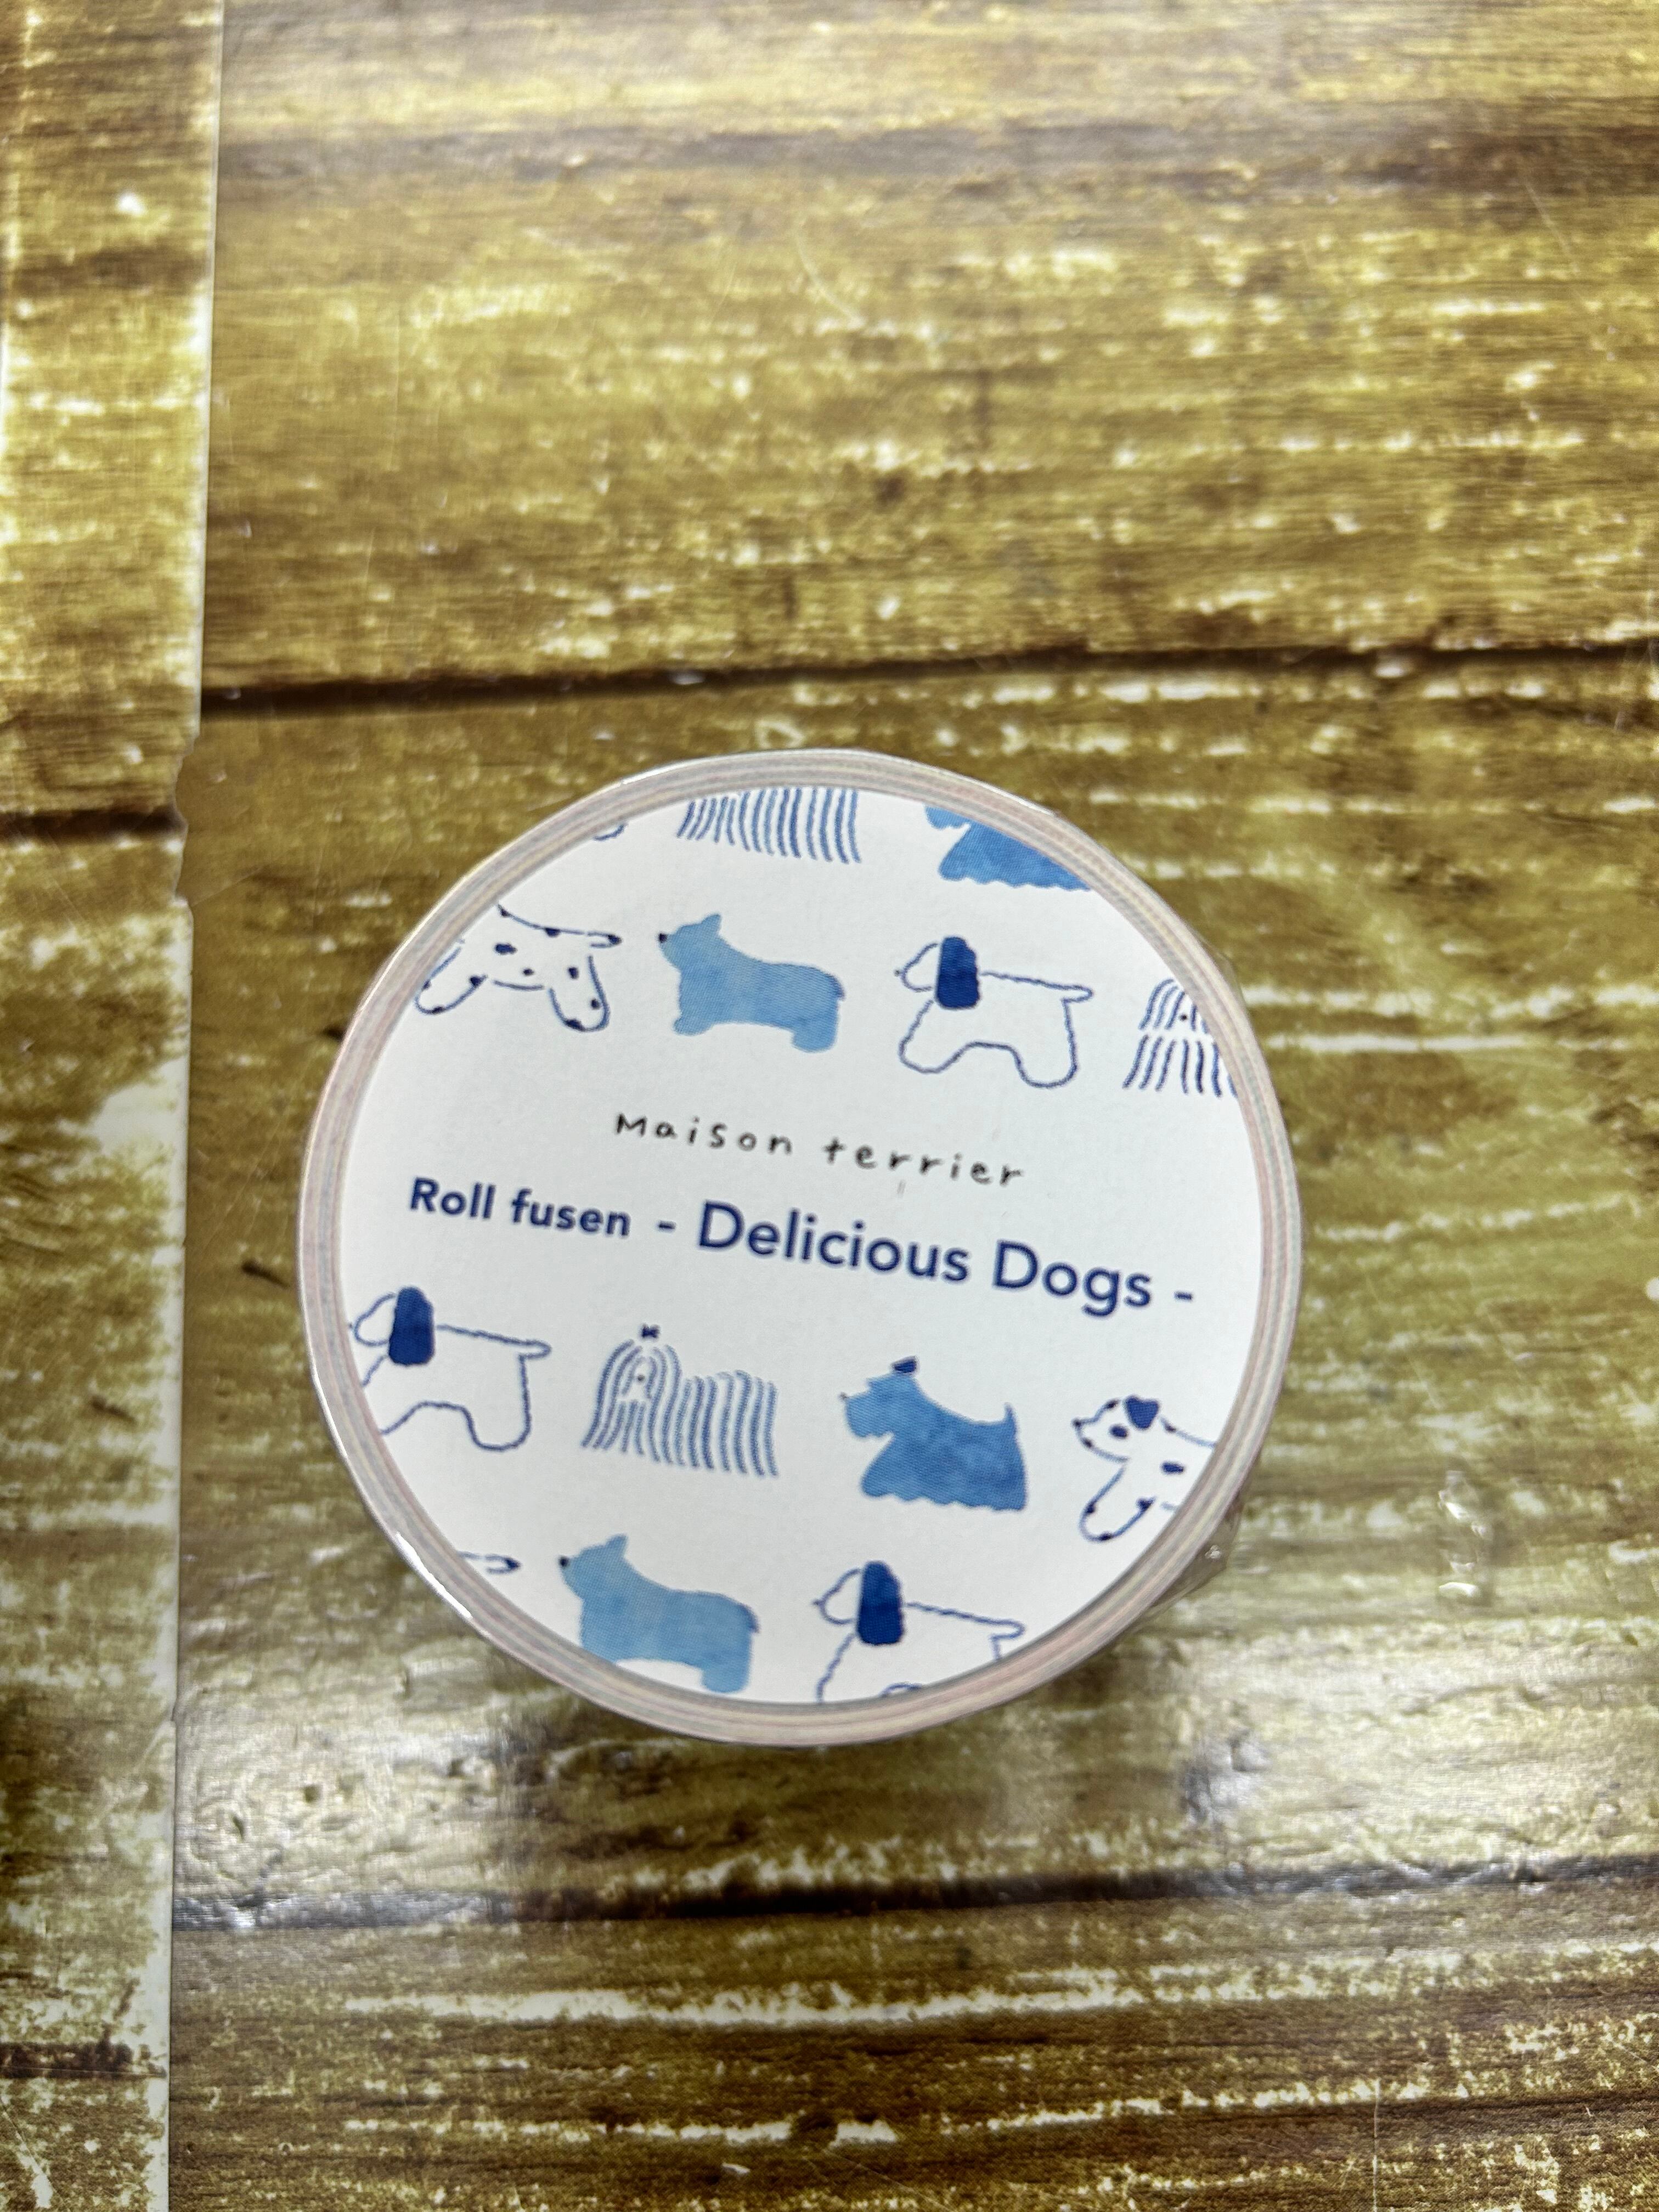 Maison terrier
Roll fusen - Delicious Dogs -